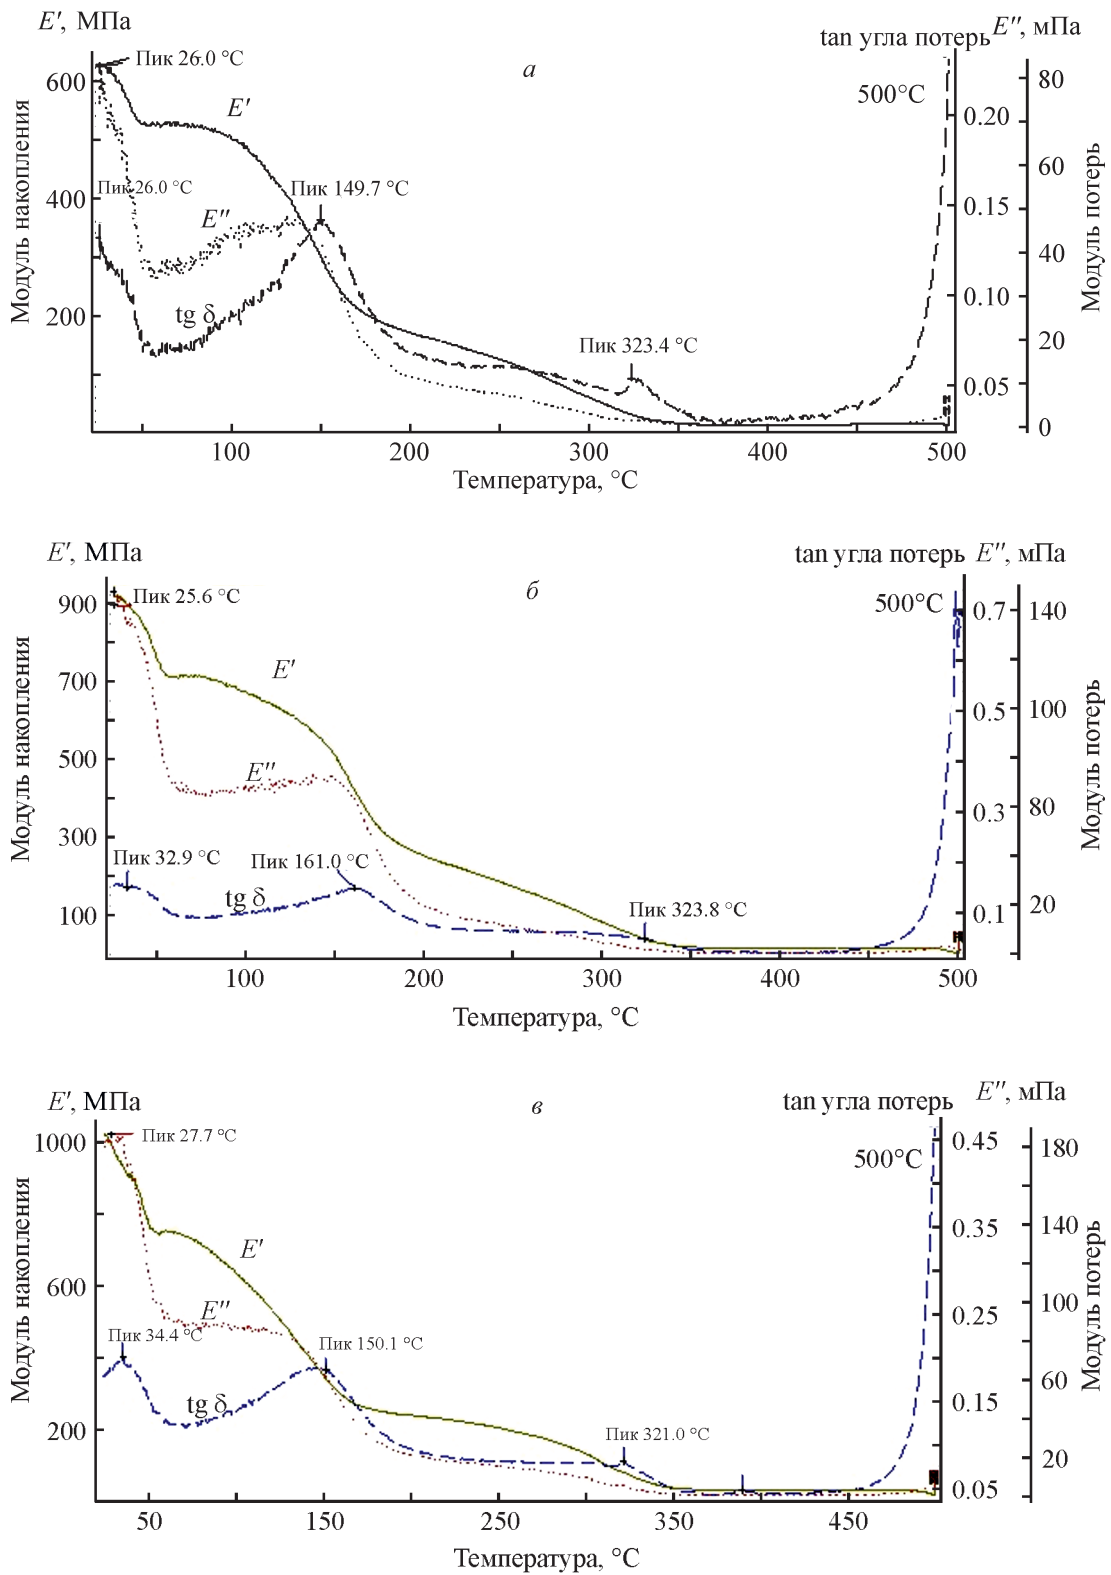 E′, МПа
tan угла потерь
E″, мПа
Пик 26.0 °C
а
600
500°C
80
E′
0.20
60
Пик 26.0 °C
Пик 149.7 °C
400
E″
0.15
40
tg δ
200
0.10
20
Пик 323.4 °C
0.05
0
100
200
300
400
500
Температура, °C
Модуль накопления
Модуль потерь
E′, МПа
tan угла потерь
E″, мПа
Пик 25.6 °C
б
900
500°C
0.7
140
E′
700
0.5
100
500
E″
0.3
80
300
Пик 32.9 °C
Пик 161.0 °C
tg δ
20
100
Пик 323.8 °C
0.1
100
200
300
400
500
Температура, °C
Модуль накопления
Модуль потерь
E′, МПа
tan угла потерь
E″, мПа
в
Пик 27.7 °C
1000
500°C
0.45
180
E′
0.35
140
600
E″
0.25
100
Пик 34.4 °C
Пик 150.1 °C
tg δ
0.15
60
200
Пик 321.0 °C
20
0.05
50
150
250
350
450
Температура, °C
Модуль накопления
Модуль потерь